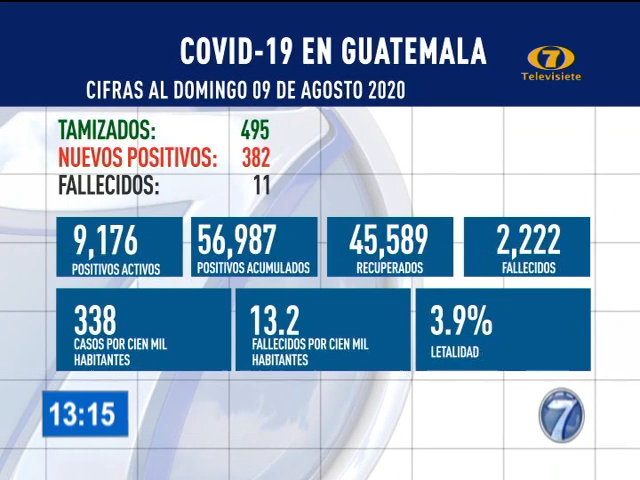 COVID-19 EN GUATEMALA
CIFRAS AL DOMINGO 09 DE AGOSTO 2020
7
Televisiete
TAMIZADOS: 495
NUEVOS POSITIVOS: 382
FALLECIDOS: 11
9,176
POSITIVOS ACTIVOS
56,987
POSITIVOS ACUMULADOS
45,589
RECUPERADOS
2,222
FALLECIDOS
338
CASOS POR CIEN MIL
HABITANTES
13.2
FALLECIDOS POR CIEN MIL
HABITANTES
3.9%
LETALIDAD
13:15
7